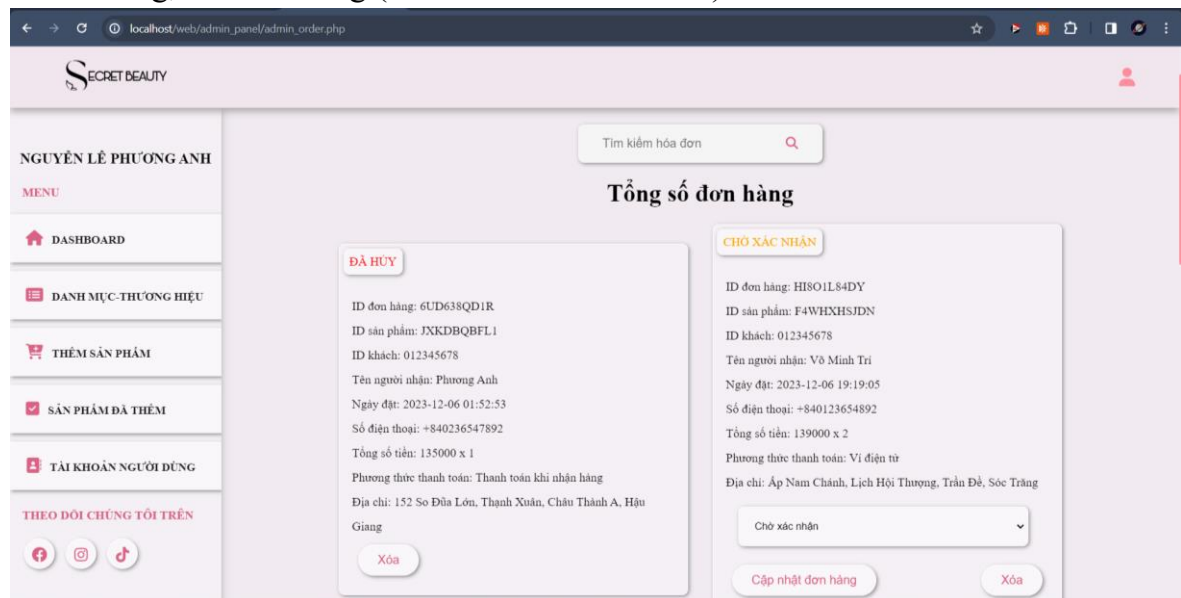 localhost/web/admin_panel/admin_order.php
SECRET BEAUTY
NGUYỄN LÊ PHƯƠNG ANH
MENU
DASHBOARD
DANH MỤC-THƯƠNG HIỆU
THÊM SẢN PHẨM
SẢN PHẨM ĐÃ THÊM
TÀI KHOẢN NGƯỜI DÙNG
THEO DÕI CHÚNG TÔI TRÊN
Tìm kiếm hóa đơn
Tổng số đơn hàng
ĐÃ HỦY
ID đơn hàng: 6UD638QD1R
ID sản phẩm: JXKDBQBFL1
ID khách: 012345678
Tên người nhận: Phương Anh
Ngày đặt: 2023-12-06 01:52:53
Số điện thoại: +840236547892
Tổng số tiền: 135000 x 1
Phương thức thanh toán: Thanh toán khi nhận hàng
Địa chỉ: 152 So Đũa Lớn, Thạnh Xuân, Châu Thành A, Hậu
Giang
Xóa
CHỜ XÁC NHẬN
ID đơn hàng: HI8O1L84DY
ID sản phẩm: F4WHXHSJDN
ID khách: 012345678
Tên người nhận: Võ Minh Trí
Ngày đặt: 2023-12-06 19:19:05
Số điện thoại: +840123654892
Tổng số tiền: 139000 x 2
Phương thức thanh toán: Ví điện tử
Địa chỉ: Ấp Nam Chánh, Lịch Hội Thượng, Trần Đề, Sóc Trăng
Chờ xác nhận
Cập nhật đơn hàng
Xóa